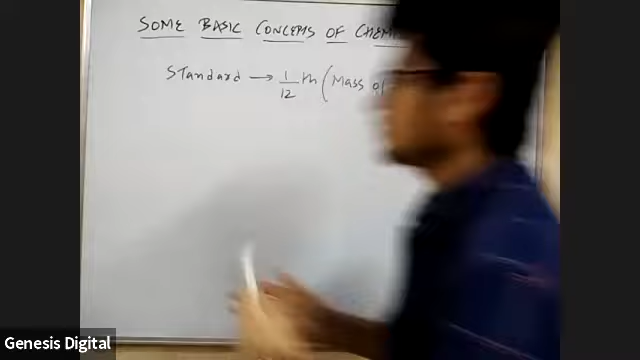 SOME BASIC CONCEPTS OF
Standard → 1/12 th (Mass of
Genesis Digital